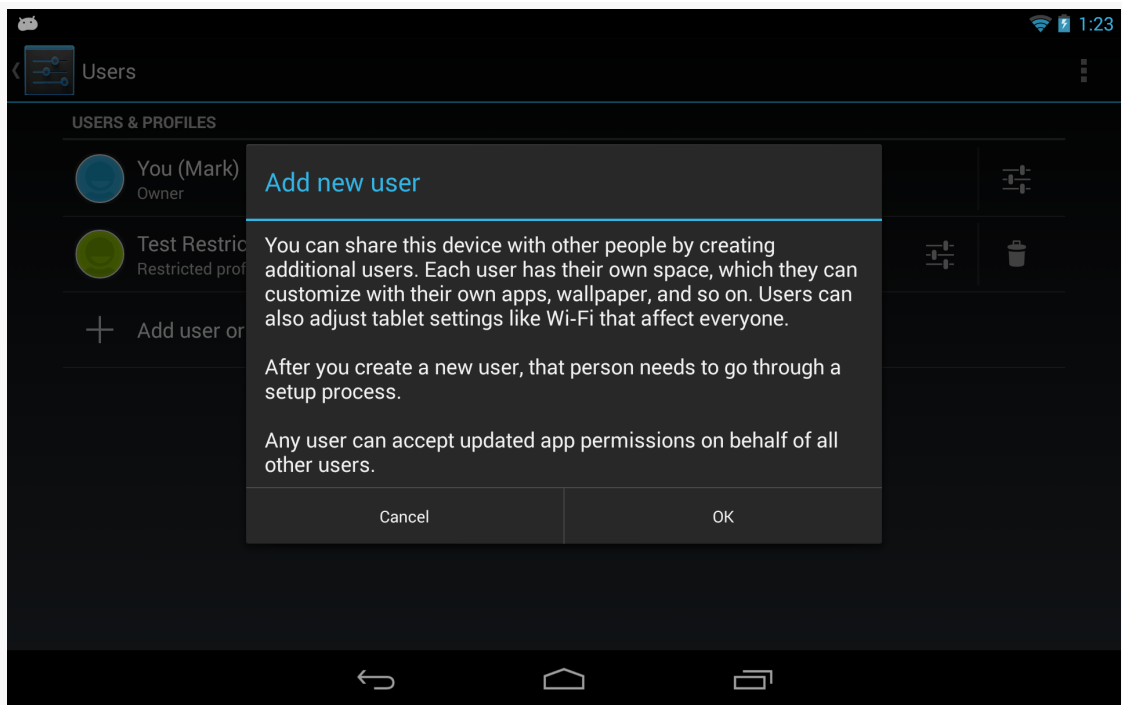 1:23
Users
USERS & PROFILES
You (Mark)
Owner
Test Restric
Restricted prof
Add user or
Add new user
You can share this device with other people by creating
additional users. Each user has their own space, which they can
customize with their own apps, wallpaper, and so on. Users can
also adjust tablet settings like Wi-Fi that affect everyone.
After you create a new user, that person needs to go through a
setup process.
Any user can accept updated app permissions on behalf of all
other users.
Cancel
OK